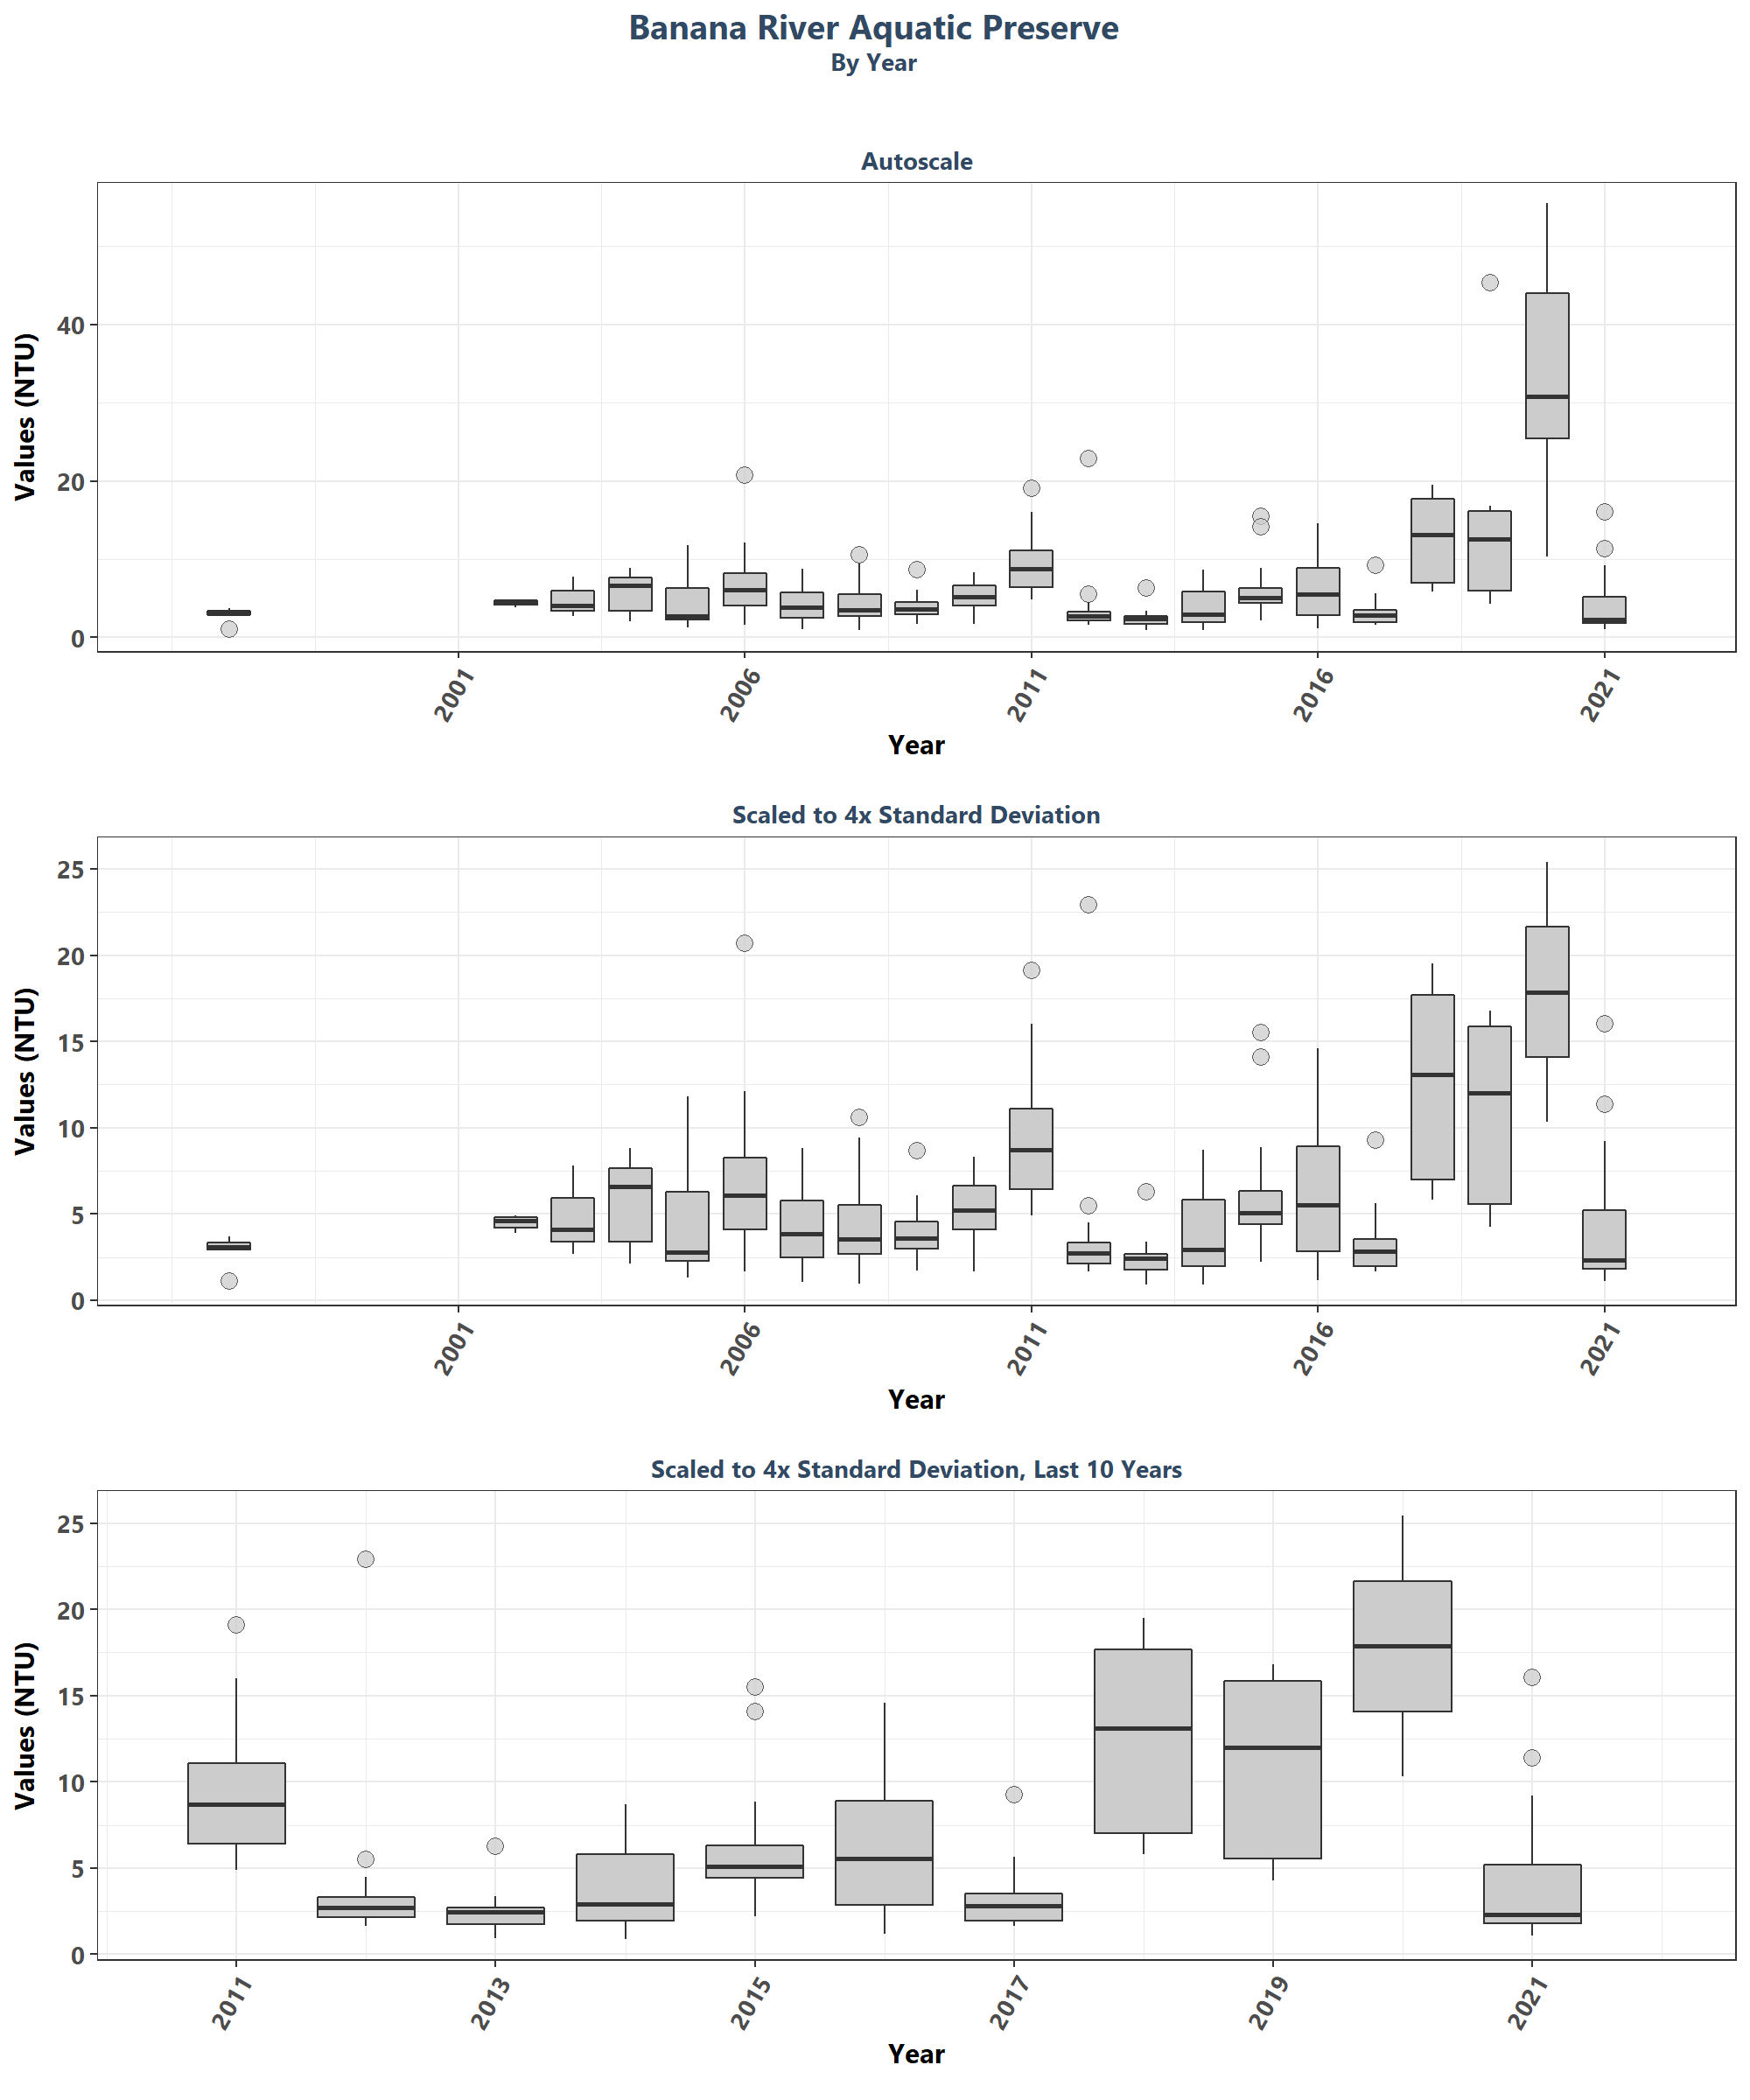 Banana River Aquatic Preserve
By Year
Autoscale
Values (NTU)
40
20
0
2001 2006 2011 2016 2021
Year
Scaled to 4x Standard Deviation
Values (NTU)
25
20
15
10
5
0
2001 2006 2011 2016 2021
Year
Scaled to 4x Standard Deviation, Last 10 Years
Values (NTU)
25
20
15
10
5
0
2011 2013 2015 2017 2019 2021
Year